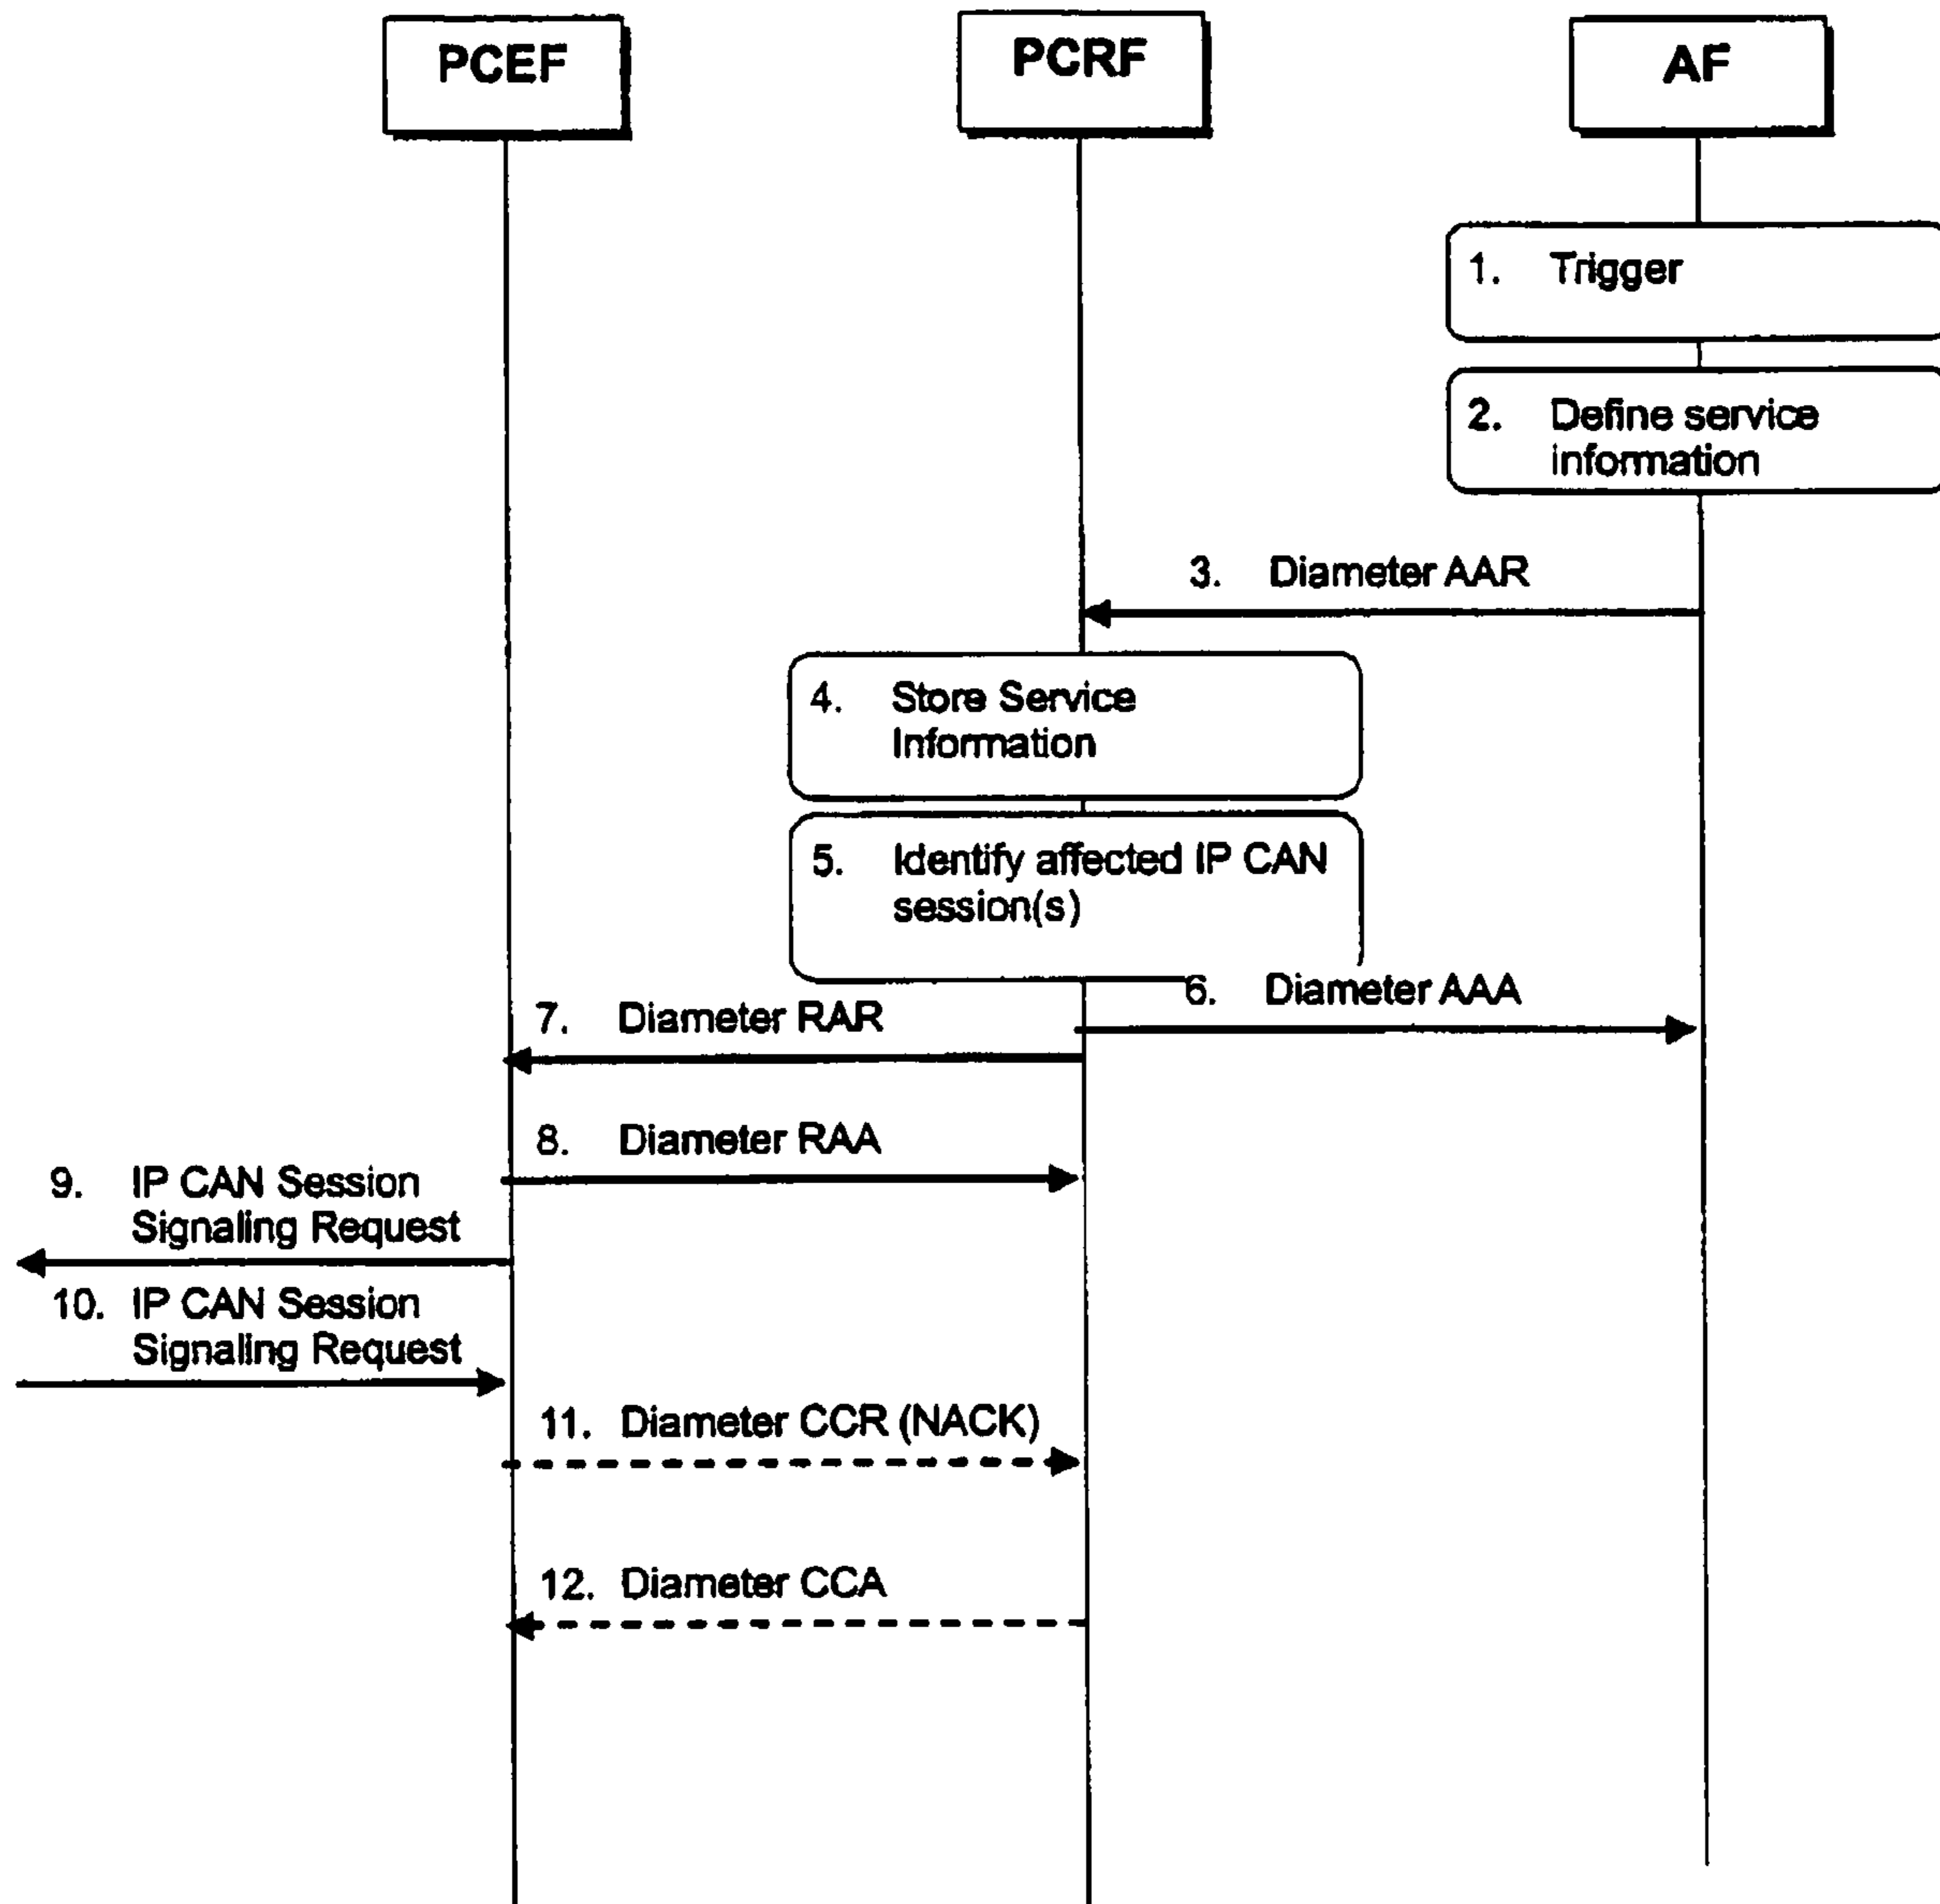 PCEF
PCRF
AF
1. Trigger
2. Define service
information
3. Diameter AAR
4. Store Service
Information
5. Identify affected IP CAN
session(s)
6. Diameter AAA
7. Diameter RAR
8. Diameter RAA
9. IP CAN Session
Signaling Request
10. IP CAN Session
Signaling Request
11. Diameter CCR (NACK)
12. Diameter CCA